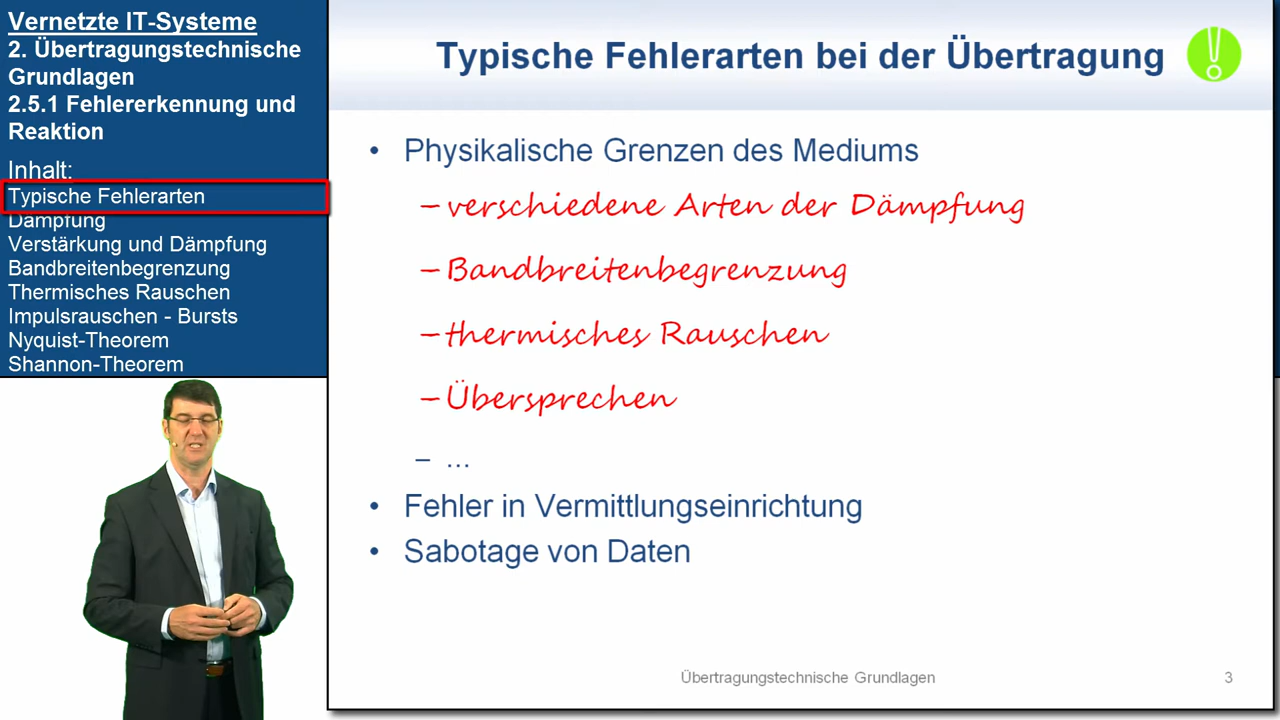 Vernetzte IT-Systeme
2. Übertragungstechnische
Grundlagen
2.5.1 Fehlererkennung und
Reaktion
Inhalt:
Typische Fehlerarten
Dämpfung
Verstärkung und Dämpfung
Bandbreitenbegrenzung
Thermisches Rauschen
Impulsrauschen - Bursts
Nyquist-Theorem
Shannon-Theorem
Typische Fehlerarten bei der Übertragung
• Physikalische Grenzen des Mediums
– verschiedene Arten der Dämpfung
– Bandbreitenbegrenzung
– thermisches Rauschen
– Übersprechen
– ...
• Fehler in Vermittlungseinrichtung
• Sabotage von Daten
Übertragungstechnische Grundlagen 3